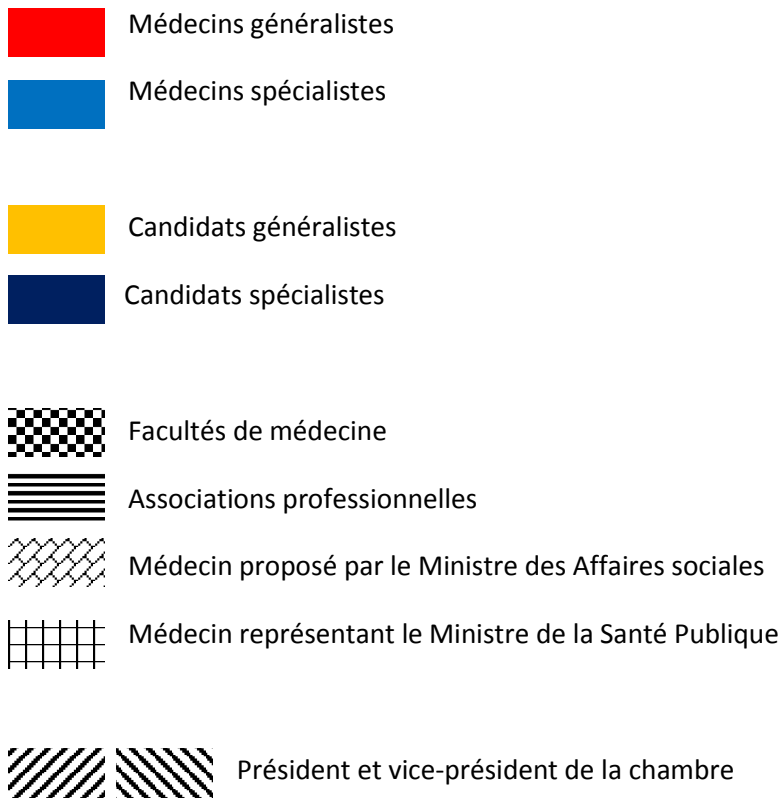 Médecins généralistes
Médecins spécialistes
Candidats généralistes
Candidats spécialistes
Facultés de médecine
Associations professionnelles
Médecin proposé par le Ministre des Affaires sociales
Médecin représentant le Ministre de la Santé Publique
Président et vice-président de la chambre